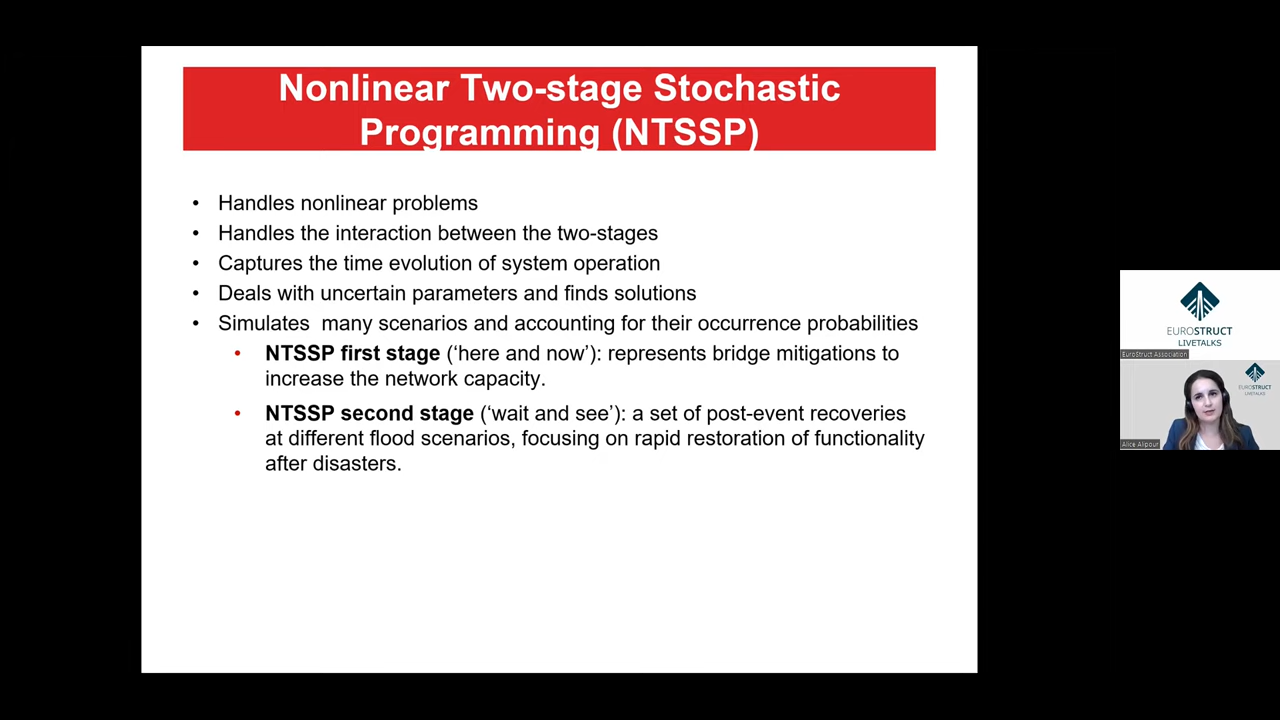 Nonlinear Two-stage Stochastic
Programming (NTSSP)
• Handles nonlinear problems
• Handles the interaction between the two-stages
• Captures the time evolution of system operation
• Deals with uncertain parameters and finds solutions
• Simulates  many scenarios and accounting for their occurrence probabilities
• NTSSP first stage (‘here and now’): represents bridge mitigations to
increase the network capacity.
• NTSSP second stage (‘wait and see’): a set of post-event recoveries
at different flood scenarios, focusing on rapid restoration of functionality
after disasters.
EUROSTRUCT
LIVETALKS
EuroStruct Association
EUROSTRUCT
LIVETALKS
Alice Alipour